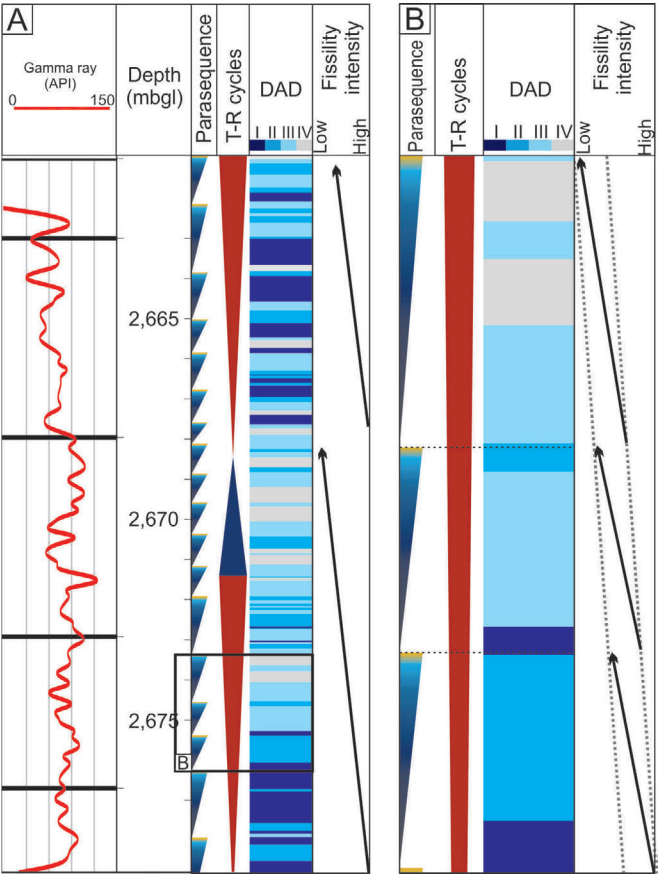 A
Gamma ray
(API)
0 150
Depth
(mbgl)
Parasequence
T-R cycles
DAD
I II III IV
Fissility
intensity
Low
High
2,665
2,670
2,675
B
B
Parasequence
T-R cycles
DAD
I II III IV
Fissility
intensity
Low
High